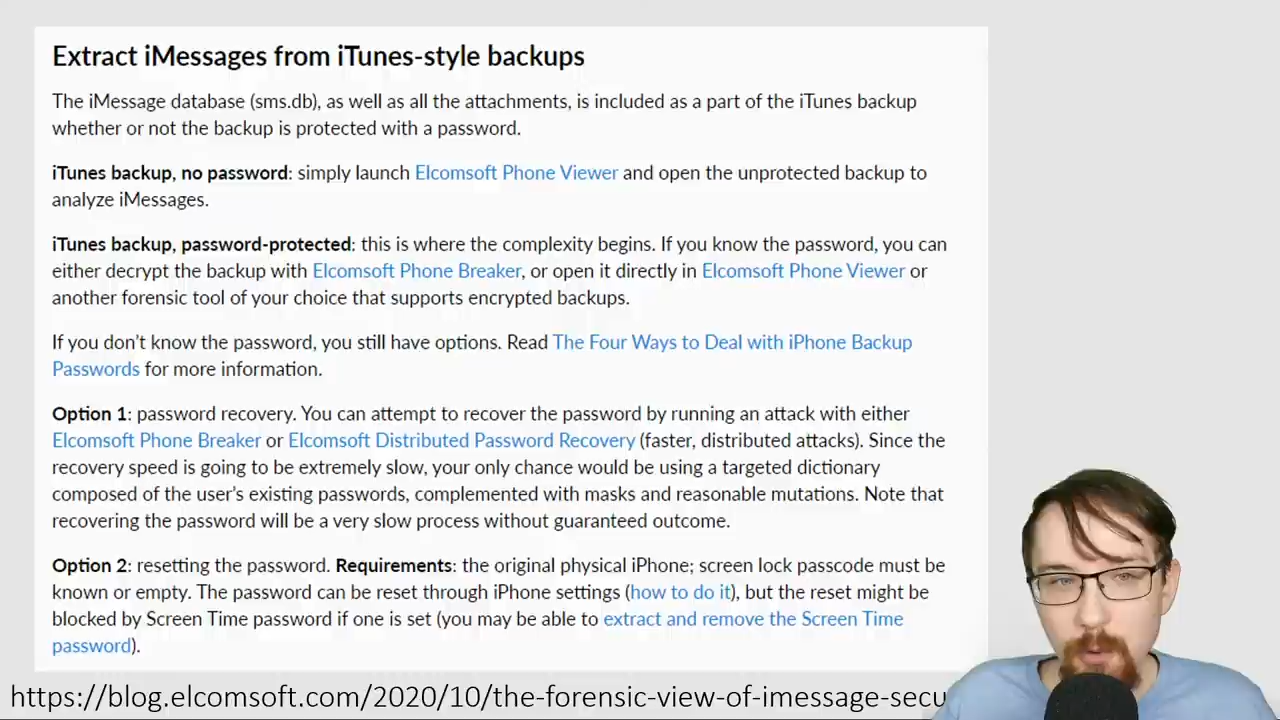 Extract iMessages from iTunes-style backups
The iMessage database (sms.db), as well as all the attachments, is included as a part of the iTunes backup
whether or not the backup is protected with a password.
iTunes backup, no password: simply launch Elcomsoft Phone Viewer and open the unprotected backup to
analyze iMessages.
iTunes backup, password-protected: this is where the complexity begins. If you know the password, you can
either decrypt the backup with Elcomsoft Phone Breaker, or open it directly in Elcomsoft Phone Viewer or
another forensic tool of your choice that supports encrypted backups.
If you don't know the password, you still have options. Read The Four Ways to Deal with iPhone Backup
Passwords for more information.
Option 1: password recovery. You can attempt to recover the password by running an attack with either
Elcomsoft Phone Breaker or Elcomsoft Distributed Password Recovery (faster, distributed attacks). Since the
recovery speed is going to be extremely slow, your only chance would be using a targeted dictionary
composed of the user's existing passwords, complemented with masks and reasonable mutations. Note that
recovering the password will be a very slow process without guaranteed outcome.
Option 2: resetting the password. Requirements: the original physical iPhone; screen lock passcode must be
known or empty. The password can be reset through iPhone settings (how to do it), but the reset might be
blocked by Screen Time password if one is set (you may be able to extract and remove the Screen Time
password).
https://blog.elcomsoft.com/2020/10/the-forensic-view-of-imessage-secu